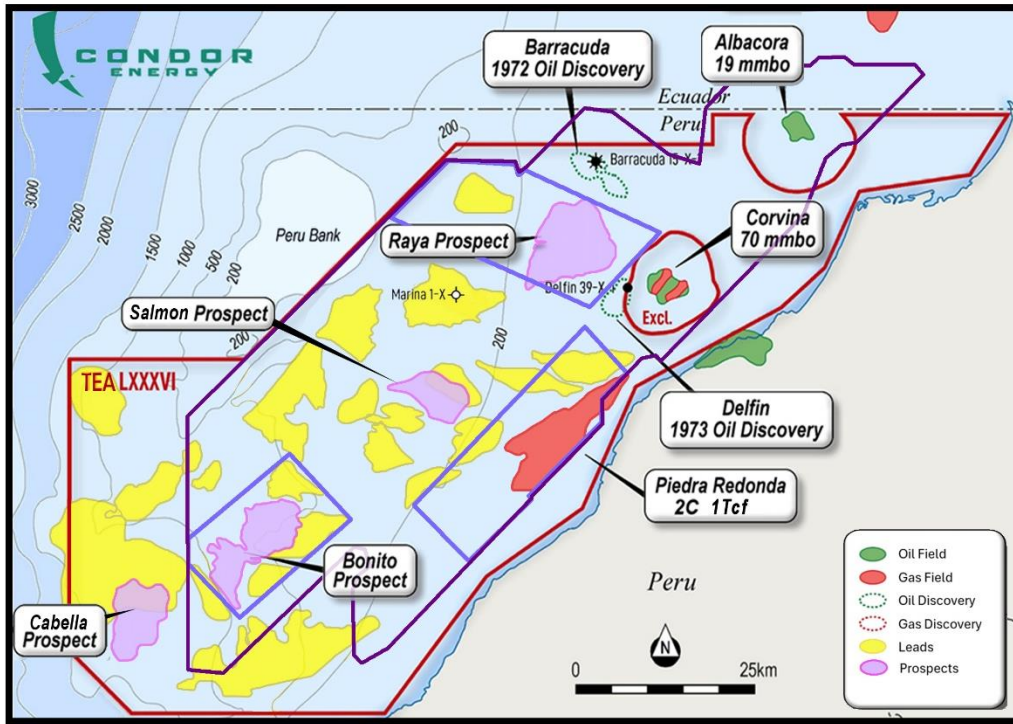 CONDOR
ENERGY
Barracuda
1972 Oil Discovery
Albacora
19 mmbo
Ecuador
Peru
200
Barracuda 15-X-
3000
2500
2000
1500
1000
500
200
Peru Bank
Raya Prospect
Corvina
70 mmbo
Marina 1-X
Delfin 39-X-
Excl.
Salmon Prospect
200
200
TEA LXXXVI
Delfin
1973 Oil Discovery
Piedra Redonda
2C 1Tcf
Bonito
Prospect
Peru
Cabella
Prospect
N
0
25km
Oil Field
Gas Field
Oil Discovery
Gas Discovery
Leads
Prospects